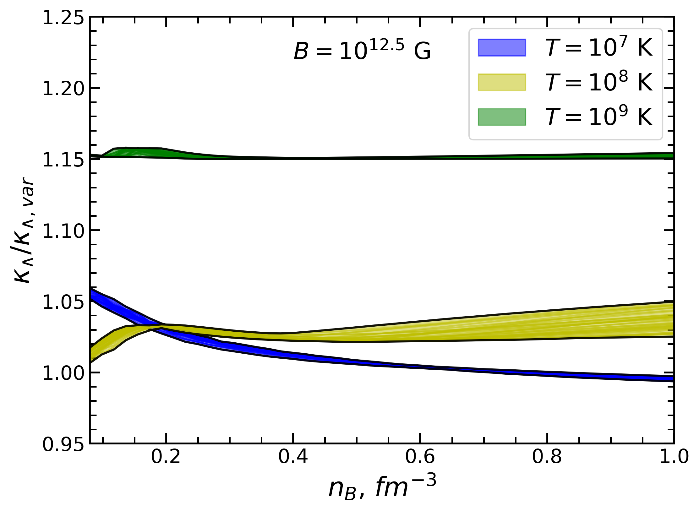 1.25
1.20
1.15
1.10
1.05
1.00
0.95
κ_∧/κ_{∧, var}
B = 10^{12.5} G
T = 10^7 K
T = 10^8 K
T = 10^9 K
0.2 0.4 0.6 0.8 1.0
n_B, fm^{−3}